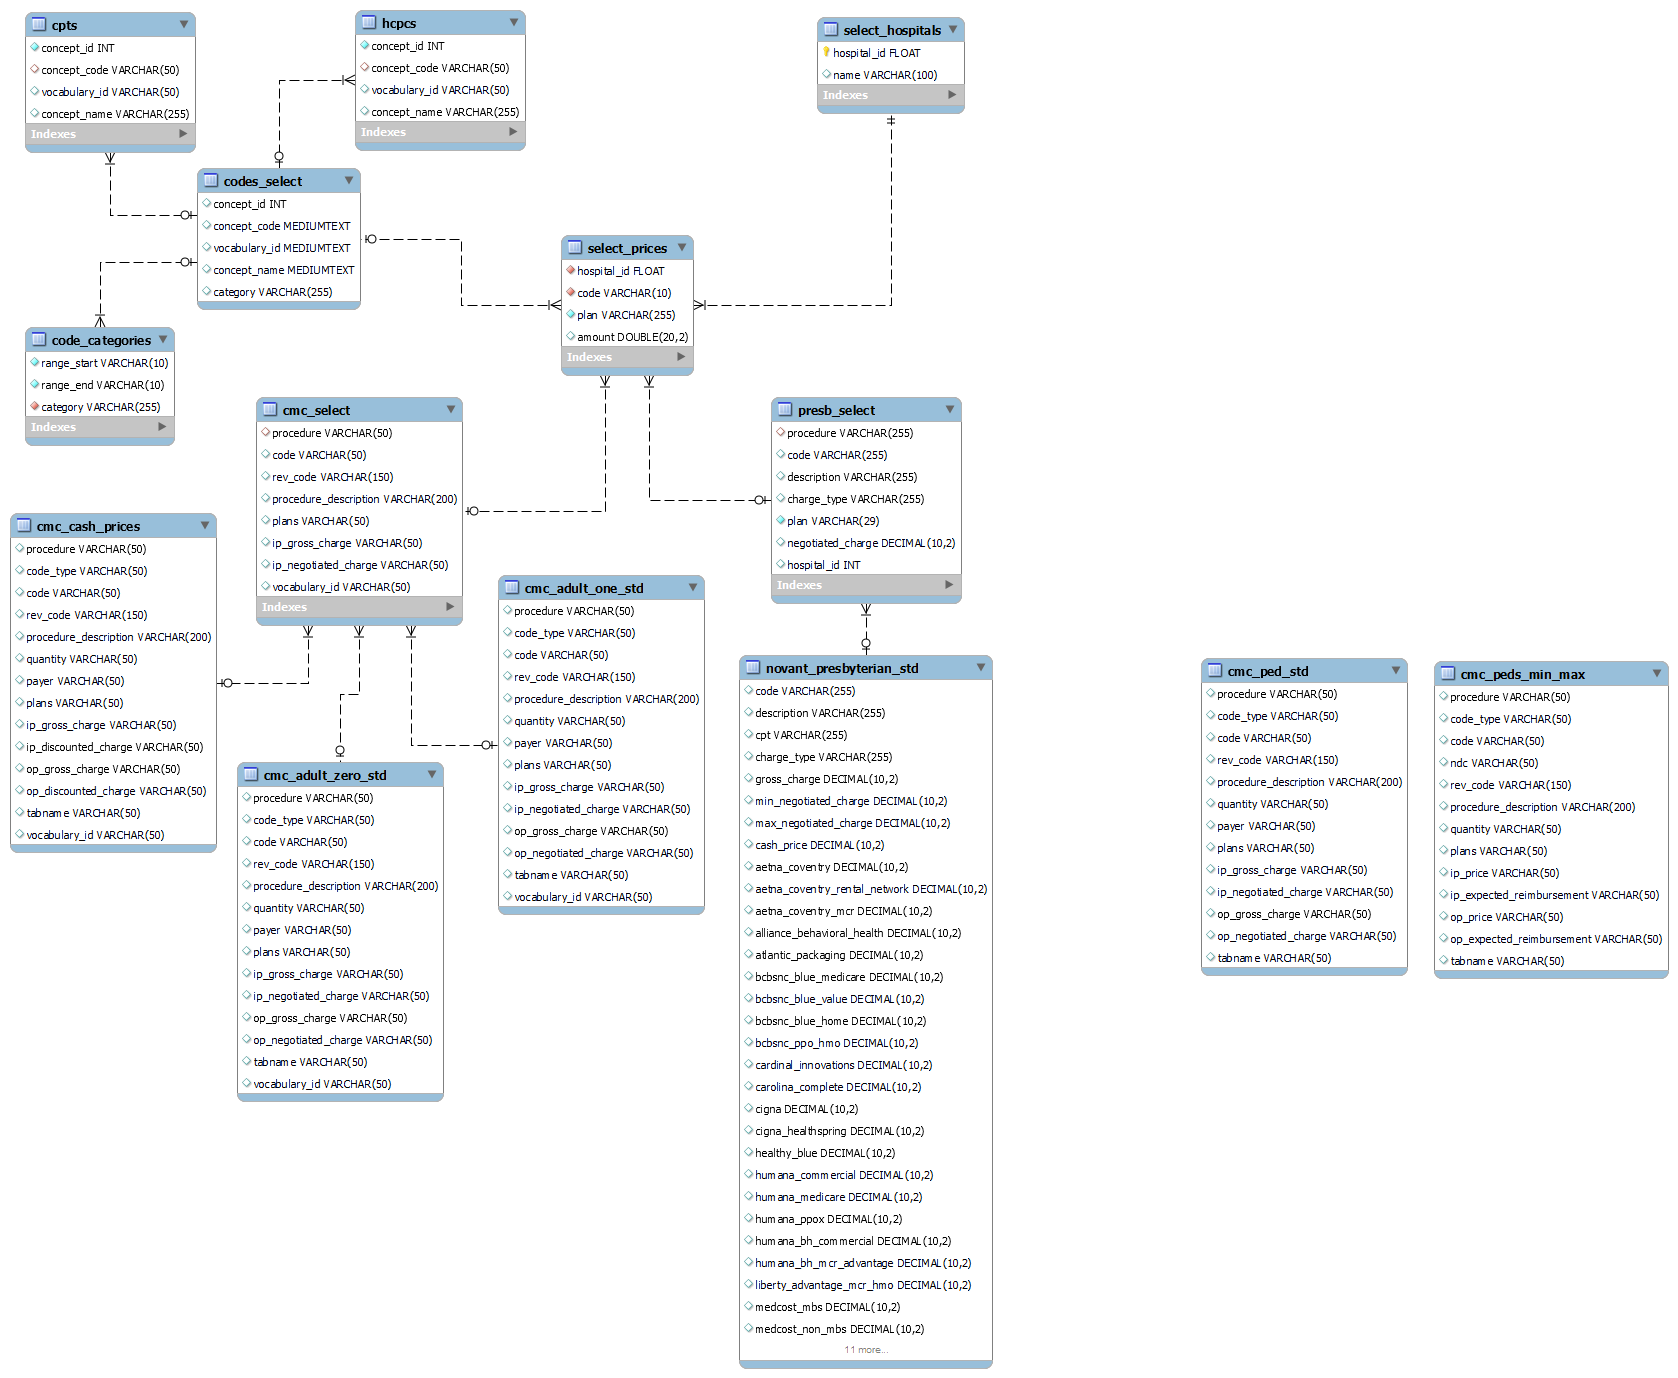 cpts
concept_id INT
concept_code VARCHAR(50)
vocabulary_id VARCHAR(50)
concept_name VARCHAR(255)
Indexes
hcpcs
concept_id INT
concept_code VARCHAR(50)
vocabulary_id VARCHAR(50)
concept_name VARCHAR(255)
Indexes
select_hospitals
hospital_id FLOAT
name VARCHAR(100)
Indexes
codes_select
concept_id INT
concept_code MEDIUMTEXT
vocabulary_id MEDIUMTEXT
concept_name MEDIUMTEXT
category VARCHAR(255)
select_prices
hospital_id FLOAT
code VARCHAR(10)
plan VARCHAR(255)
amount DOUBLE(20,2)
Indexes
code_categories
range_start VARCHAR(10)
range_end VARCHAR(10)
category VARCHAR(255)
Indexes
cmc_select
procedure VARCHAR(50)
code VARCHAR(50)
rev_code VARCHAR(150)
procedure_description VARCHAR(200)
plans VARCHAR(50)
ip_gross_charge VARCHAR(50)
ip_negotiated_charge VARCHAR(50)
vocabulary_id VARCHAR(50)
Indexes
presb_select
procedure VARCHAR(255)
code VARCHAR(255)
description VARCHAR(255)
charge_type VARCHAR(255)
plan VARCHAR(29)
negotiated_charge DECIMAL(10,2)
hospital_id INT
Indexes
cmc_cash_prices
procedure VARCHAR(50)
code_type VARCHAR(50)
code VARCHAR(50)
rev_code VARCHAR(150)
procedure_description VARCHAR(200)
quantity VARCHAR(50)
payer VARCHAR(50)
plans VARCHAR(50)
ip_gross_charge VARCHAR(50)
ip_discounted_charge VARCHAR(50)
op_gross_charge VARCHAR(50)
op_discounted_charge VARCHAR(50)
tabname VARCHAR(50)
vocabulary_id VARCHAR(50)
cmc_adult_one_std
procedure VARCHAR(50)
code_type VARCHAR(50)
code VARCHAR(50)
rev_code VARCHAR(150)
procedure_description VARCHAR(200)
quantity VARCHAR(50)
payer VARCHAR(50)
plans VARCHAR(50)
ip_gross_charge VARCHAR(50)
ip_negotiated_charge VARCHAR(50)
op_gross_charge VARCHAR(50)
op_negotiated_charge VARCHAR(50)
tabname VARCHAR(50)
vocabulary_id VARCHAR(50)
cmc_adult_zero_std
procedure VARCHAR(50)
code_type VARCHAR(50)
code VARCHAR(50)
rev_code VARCHAR(150)
procedure_description VARCHAR(200)
quantity VARCHAR(50)
payer VARCHAR(50)
plans VARCHAR(50)
ip_gross_charge VARCHAR(50)
ip_negotiated_charge VARCHAR(50)
op_gross_charge VARCHAR(50)
op_negotiated_charge VARCHAR(50)
tabname VARCHAR(50)
vocabulary_id VARCHAR(50)
novant_presbyterian_std
code VARCHAR(255)
description VARCHAR(255)
cpt VARCHAR(255)
charge_type VARCHAR(255)
gross_charge DECIMAL(10,2)
min_negotiated_charge DECIMAL(10,2)
max_negotiated_charge DECIMAL(10,2)
cash_price DECIMAL(10,2)
aetna_coventry DECIMAL(10,2)
aetna_coventry_rental_network DECIMAL(10,2)
aetna_coventry_mcr DECIMAL(10,2)
alliance_behavioral_health DECIMAL(10,2)
atlantic_packaging DECIMAL(10,2)
bcbsnc_blue_medicare DECIMAL(10,2)
bcbsnc_blue_value DECIMAL(10,2)
bcbsnc_blue_home DECIMAL(10,2)
bcbsnc_ppo_hmo DECIMAL(10,2)
cardinal_innovations DECIMAL(10,2)
carolina_complete DECIMAL(10,2)
cigna DECIMAL(10,2)
cigna_healthspring DECIMAL(10,2)
healthy_blue DECIMAL(10,2)
humana_commercial DECIMAL(10,2)
humana_medicare DECIMAL(10,2)
humana_ppox DECIMAL(10,2)
humana_bh_commercial DECIMAL(10,2)
humana_bh_mcr_advantage DECIMAL(10,2)
liberty_advantage_mcr_hmo DECIMAL(10,2)
medcost_mbs DECIMAL(10,2)
medcost_non_mbs DECIMAL(10,2)
11 more...
cmc_ped_std
procedure VARCHAR(50)
code_type VARCHAR(50)
code VARCHAR(50)
rev_code VARCHAR(150)
procedure_description VARCHAR(200)
quantity VARCHAR(50)
payer VARCHAR(50)
plans VARCHAR(50)
ip_gross_charge VARCHAR(50)
ip_negotiated_charge VARCHAR(50)
op_gross_charge VARCHAR(50)
op_negotiated_charge VARCHAR(50)
tabname VARCHAR(50)
cmc_peds_min_max
procedure VARCHAR(50)
code_type VARCHAR(50)
code VARCHAR(50)
ndc VARCHAR(50)
rev_code VARCHAR(150)
procedure_description VARCHAR(200)
quantity VARCHAR(50)
plans VARCHAR(50)
ip_price VARCHAR(50)
ip_expected_reimbursement VARCHAR(50)
op_price VARCHAR(50)
op_expected_reimbursement VARCHAR(50)
tabname VARCHAR(50)